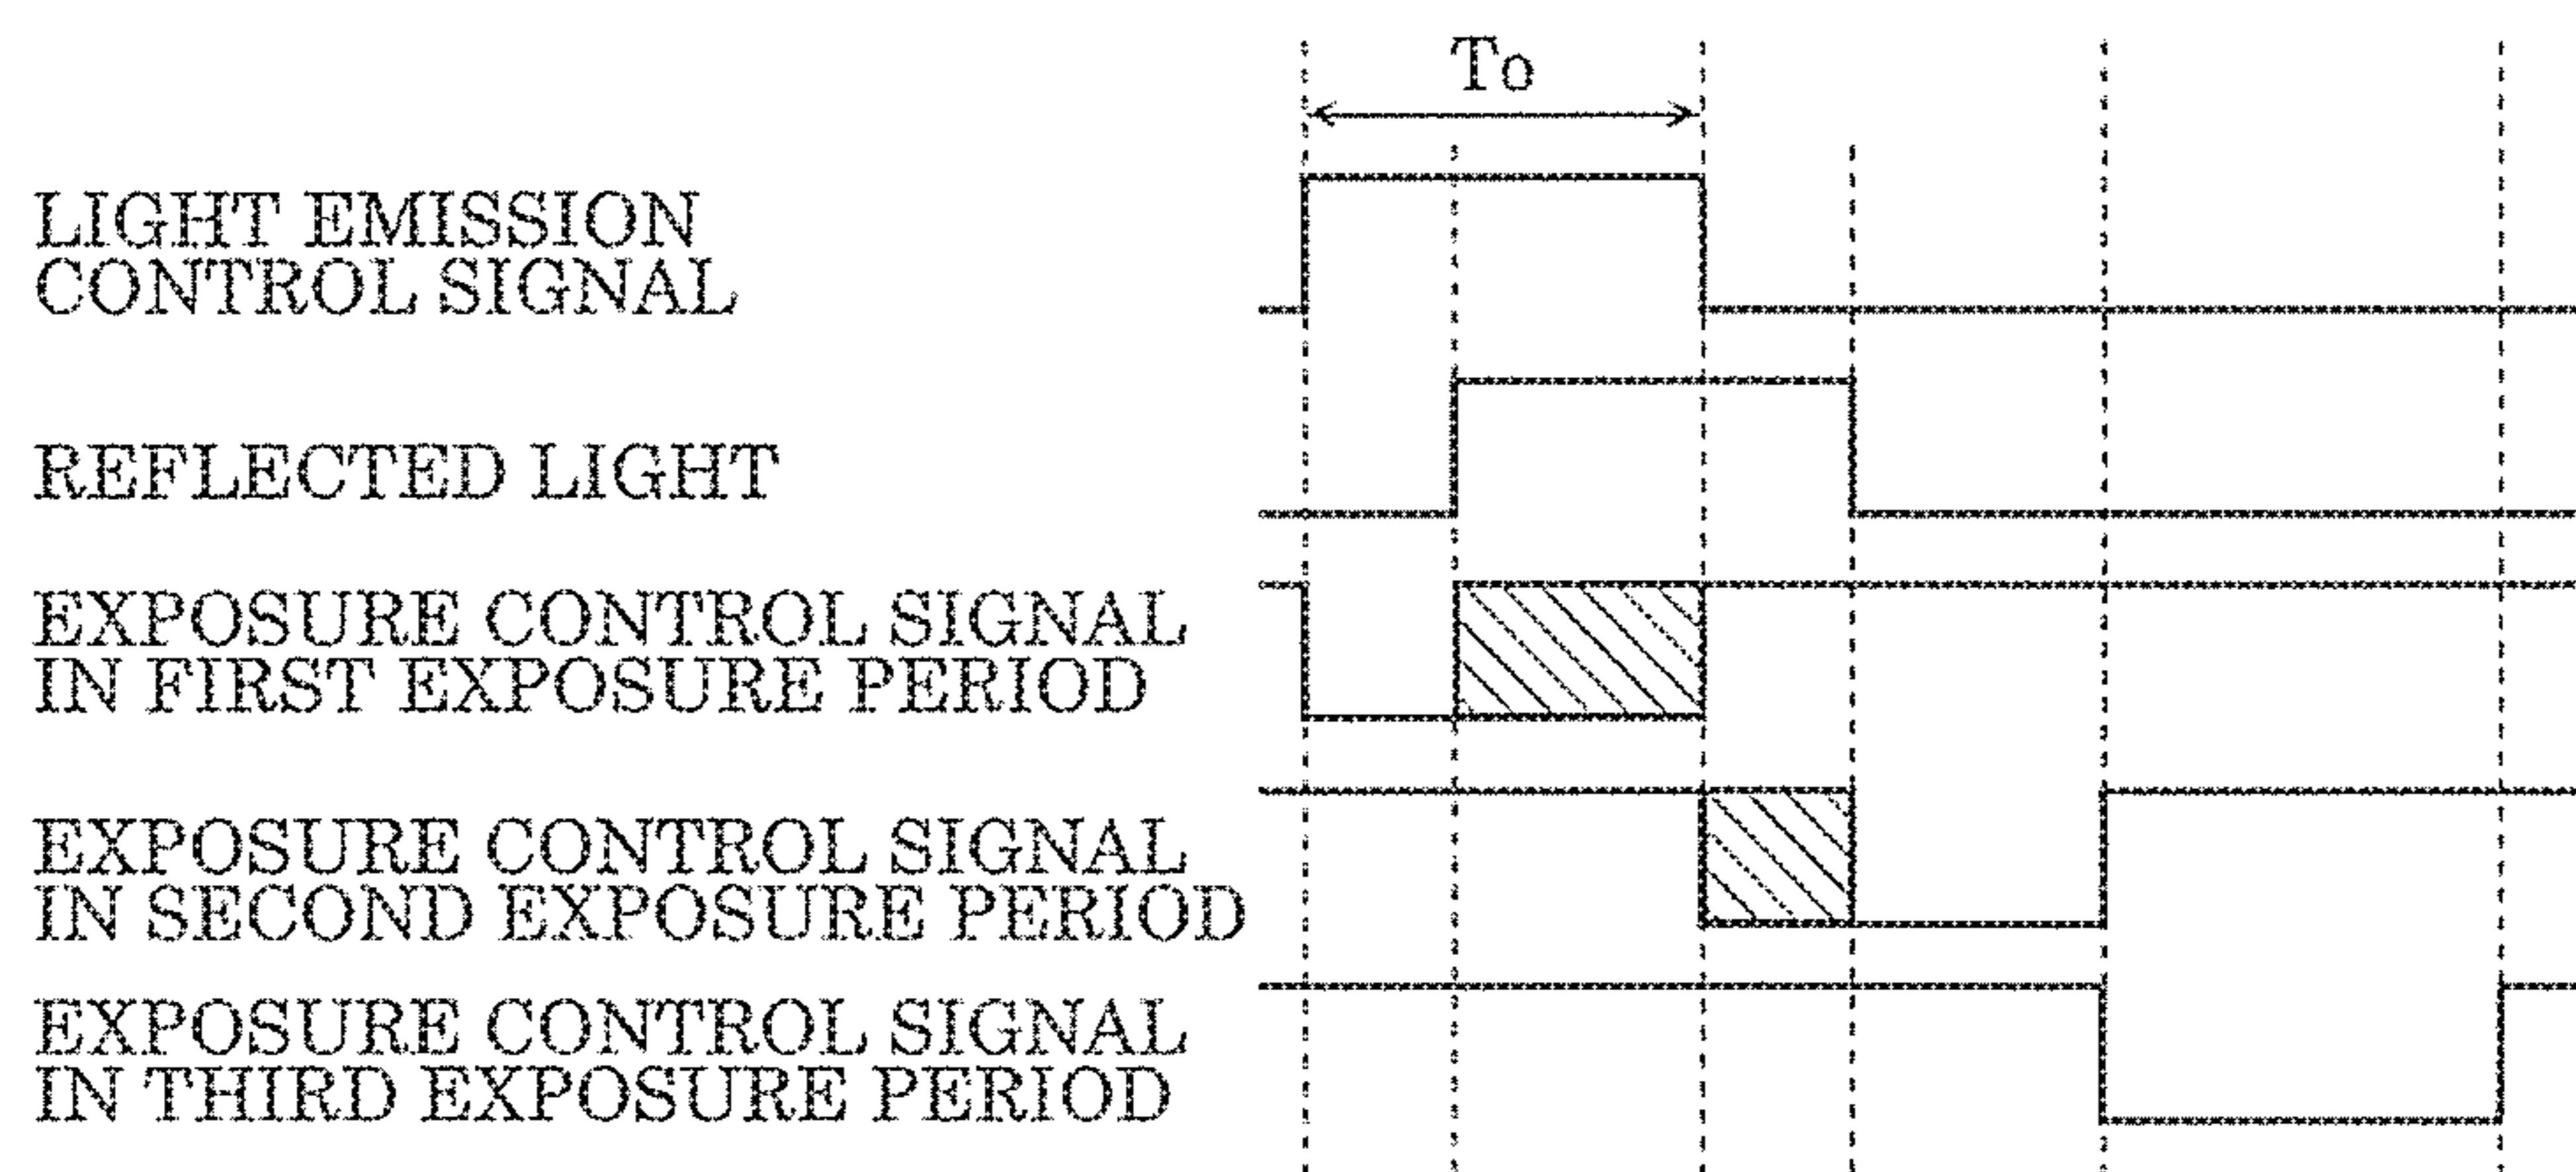 To
LIGHT EMISSION
CONTROL SIGNAL
REFLECTED LIGHT
EXPOSURE CONTROL SIGNAL
IN FIRST EXPOSURE PERIOD
EXPOSURE CONTROL SIGNAL
IN SECOND EXPOSURE PERIOD
EXPOSURE CONTROL SIGNAL
IN THIRD EXPOSURE PERIOD